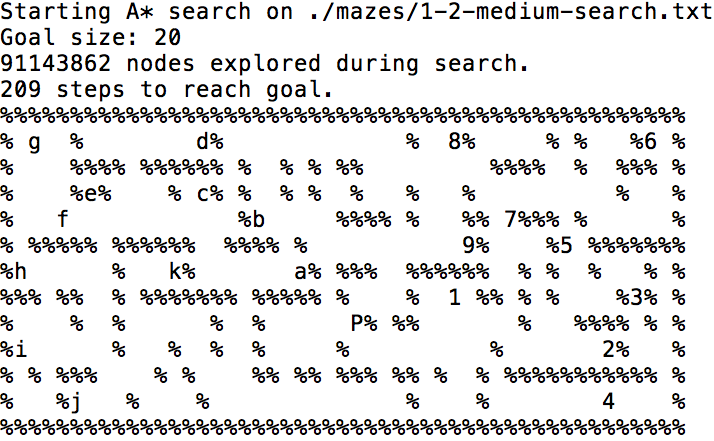 Starting A* search on ./mazes/1-2-medium-search.txt
Goal size: 20
91143862 nodes explored during search.
209 steps to reach goal.
%%%%%%%%%%%%%%%%%%%%%%%%%%%%%%%%%%%%%%%%%%%%%%%%%
% g  %        d%             %  8%     % %   %6 %
%    %%%% %%%%%% %  % % %%         %%%%  %  %%% %
%    %e%    % c% %  % %  %   %   %          %   %
%   f            %b     %%%% %   %% 7%%% %      %
% %%%%% %%%%%%  %%%% %           9%    %5 %%%%%%%
%h      %   k%       a% %%%  %%%%%%  % %  %   % %
%%% %%  % %%%%%%% %%%%% %    %  1 %% % %    %3% %
%    %  %      %  %      P% %%       %   %%%% % %
%i      %   % % %  %     %          %       2%   %
% % %%%    % %    %% %% %%% %% %  % %%%%%%%%%%% %
%   %j   %    %              %    %        4    %
%%%%%%%%%%%%%%%%%%%%%%%%%%%%%%%%%%%%%%%%%%%%%%%%%